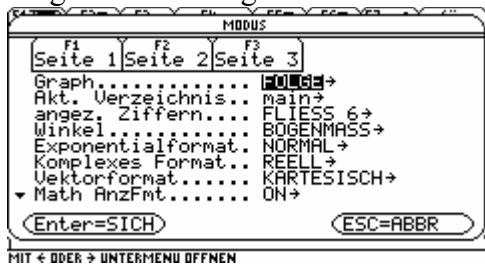 MODUS
F1 F2 F3
Seite 1 Seite 2 Seite 3
Graph............. FOLGE→
Akt. Verzeichnis.. main→
angez. Ziffern.... FLIESS 6→
Winkel............ BOGENMASS→
Exponentialformat. NORMAL→
Komplexes Format.. REELL→
Vektorformat...... KARTESISCH→
Math AnzFmt....... ON→
Enter=SICH ESC=ABBR
MIT ← ODER → UNTERMENU OFFNEN